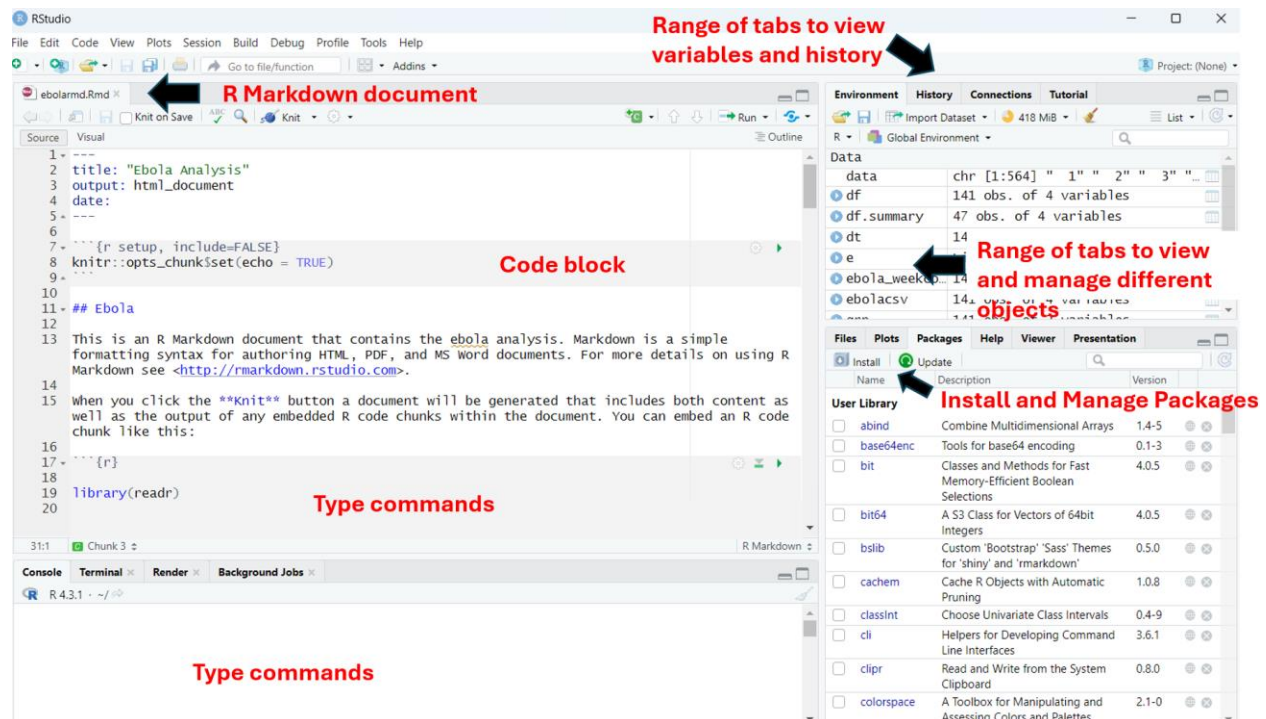 RStudio
File Edit Code View Plots Session Build Debug Profile Tools Help
Go to file/function
Addins
Project: (None)
Range of tabs to view
variables and history
ebolarmd.Rmd
R Markdown document
Knit on Save
ABC
Knit
Run
Source Visual
Outline
1 ---
2 title: "Ebola Analysis"
3 output: html_document
4 date:
5 ---
6
7 ```{r setup, include=FALSE}
8 knitr::opts_chunk$set(echo = TRUE)
9 ```
Code block
10
11 ## Ebola
12
13 This is an R Markdown document that contains the ebola analysis. Markdown is a simple
formatting syntax for authoring HTML, PDF, and MS Word documents. For more details on using R
Markdown see <http://rmarkdown.rstudio.com>.
14
15 When you click the **Knit** button a document will be generated that includes both content as
well as the output of any embedded R code chunks within the document. You can embed an R code
chunk like this:
16
17 ```{r}
18
19 library(readr)
20
Type commands
31:1 C Chunk 3 R Markdown
Console Terminal Render Background Jobs
R R 4.3.1 · ~/
Type commands
Environment History Connections Tutorial
Import Dataset 418 MiB List
R Global Environment
Data
data chr [1:564] " 1" " 2" " 3" "…
df 141 obs. of 4 variables
df.summary 47 obs. of 4 variables
dt 14
e
ebola_weekup… 14
ebolacsv 141 obs. of 4 variables
Range of tabs to view
and manage different
objects
Files Plots Packages Help Viewer Presentation
Install Update
Name Description Version
User Library
Install and Manage Packages
abind Combine Multidimensional Arrays 1.4-5
base64enc Tools for base64 encoding 0.1-3
bit Classes and Methods for Fast 4.0.5
Memory-Efficient Boolean
Selections
bit64 A S3 Class for Vectors of 64bit 4.0.5
Integers
bslib Custom 'Bootstrap' 'Sass' Themes 0.5.0
for 'shiny' and 'rmarkdown'
cachem Cache R Objects with Automatic 1.0.8
Pruning
classInt Choose Univariate Class Intervals 0.4-9
cli Helpers for Developing Command 3.6.1
Line Interfaces
clipr Read and Write from the System 0.8.0
Clipboard
colorspace A Toolbox for Manipulating and 2.1-0
Assessing Colors and Palettes